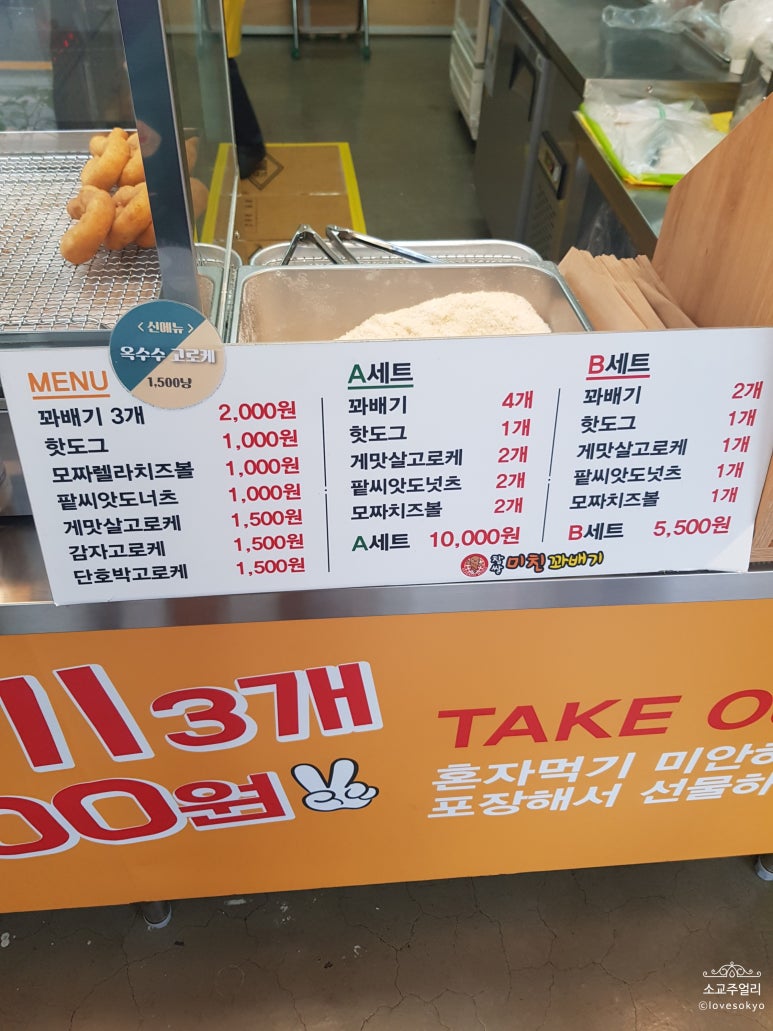 <신메뉴>
옥수수 고로케
1,500냥
MENU
꽈배기 3개 2,000원
핫도그 1,000원
모짜렐라치즈볼 1,000원
팥씨앗도너츠 1,000원
게맛살고로케 1,500원
감자고로케 1,500원
단호박고로케 1,500원
A세트
꽈배기 4개
핫도그 1개
게맛살고로케 2개
팥씨앗도넛츠 2개
모짜치즈볼 2개
A세트 10,000원
B세트
꽈배기 2개
핫도그 1개
게맛살고로케 1개
팥씨앗도넛츠 1개
모짜치즈볼 1개
B세트 5,500원
미친 꽈배기
3개
00원
TAKE O
혼자먹기 미안하
포장해서 선물하
소교주얼리
©lovesokyo